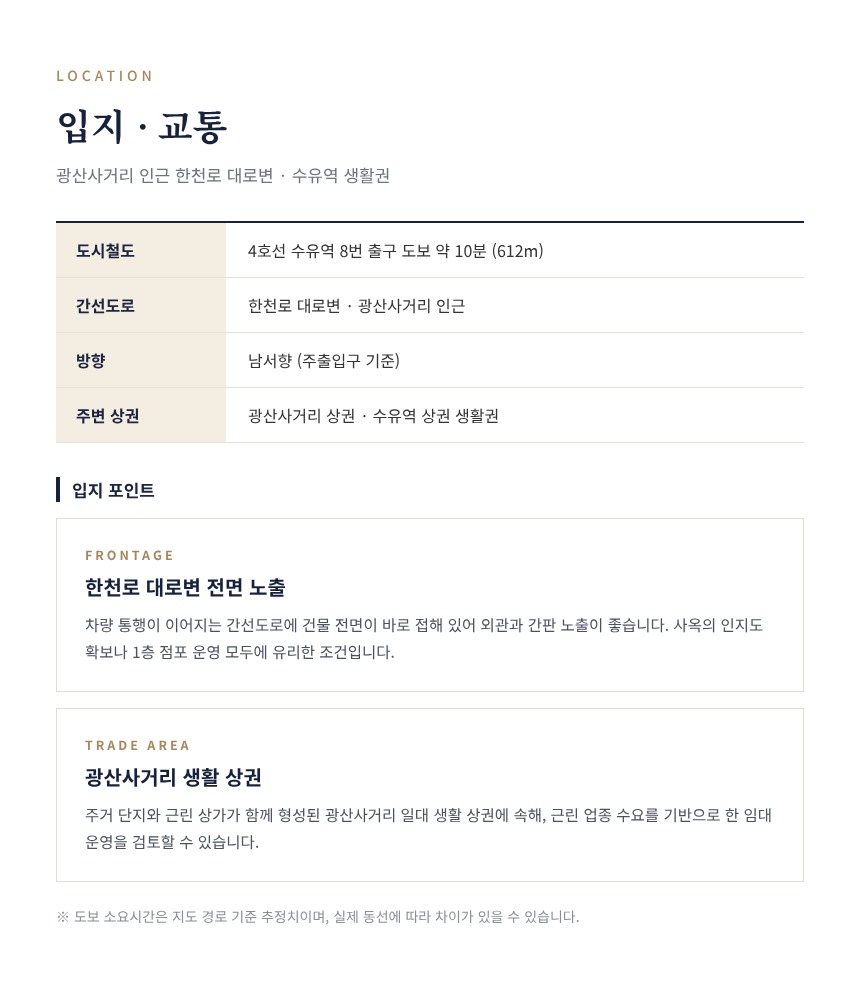 LOCATION
입지 · 교통
광산사거리 인근 한천로 대로변 · 수유역 생활권
도시철도 4호선 수유역 8번 출구 도보 약 10분 (612m)
간선도로 한천로 대로변 · 광산사거리 인근
방향 남서향 (주출입구 기준)
주변 상권 광산사거리 상권 · 수유역 상권 생활권
입지 포인트
FRONTAGE
한천로 대로변 전면 노출
차량 통행이 이어지는 간선도로에 건물 전면이 바로 접해 있어 외관과 간판 노출이 좋습니다. 사옥의 인지도
확보나 1층 점포 운영 모두에 유리한 조건입니다.
TRADE AREA
광산사거리 생활 상권
주거 단지와 근린 상가가 함께 형성된 광산사거리 일대 생활 상권에 속해, 근린 업종 수요를 기반으로 한 임대
운영을 검토할 수 있습니다.
※ 도보 소요시간은 지도 경로 기준 추정치이며, 실제 동선에 따라 차이가 있을 수 있습니다.